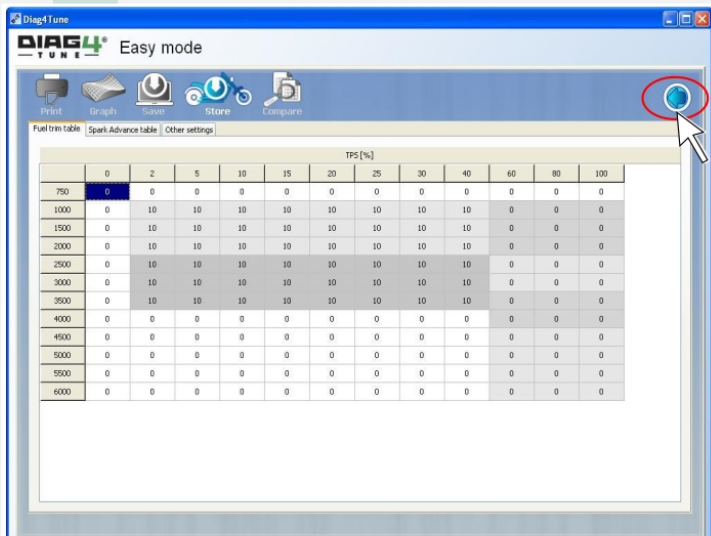 Diag4Tune
DIAG4® Easy mode
TUNE
Print Graph Save Store Compare
Fuel trim table Spark Advance table Other settings
TPS [%]
0 2 5 10 15 20 25 30 40 60 80 100
750 0 0 0 0 0 0 0 0 0 0 0 0
1000 0 10 10 10 10 10 10 10 10 0 0 0
1500 0 10 10 10 10 10 10 10 10 0 0 0
2000 0 10 10 10 10 10 10 10 10 0 0 0
2500 0 10 10 10 10 10 10 10 10 0 0 0
3000 0 10 10 10 10 10 10 10 10 0 0 0
3500 0 10 10 10 10 10 10 10 10 0 0 0
4000 0 0 0 0 0 0 0 0 0 0 0 0
4500 0 0 0 0 0 0 0 0 0 0 0 0
5000 0 0 0 0 0 0 0 0 0 0 0 0
5500 0 0 0 0 0 0 0 0 0 0 0 0
6000 0 0 0 0 0 0 0 0 0 0 0 0